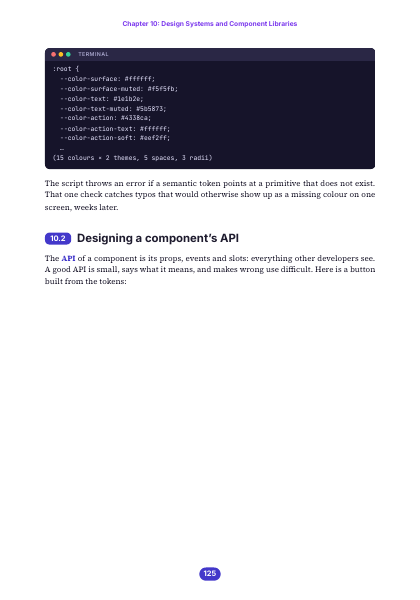 Chapter 10: Design Systems and Component Libraries
TERMINAL
:root {
--color-surface: #ffffff;
--color-surface-muted: #f5f5fb;
--color-text: #1e1b2e;
--color-text-muted: #5b5873;
--color-action: #4338ca;
--color-action-text: #ffffff;
--color-action-soft: #eef2ff;
…
(15 colours × 2 themes, 5 spaces, 3 radii)
The script throws an error if a semantic token points at a primitive that does not exist.
That one check catches typos that would otherwise show up as a missing colour on one
screen, weeks later.
10.2 Designing a component’s API
The API of a component is its props, events and slots: everything other developers see.
A good API is small, says what it means, and makes wrong use difficult. Here is a button
built from the tokens:
125